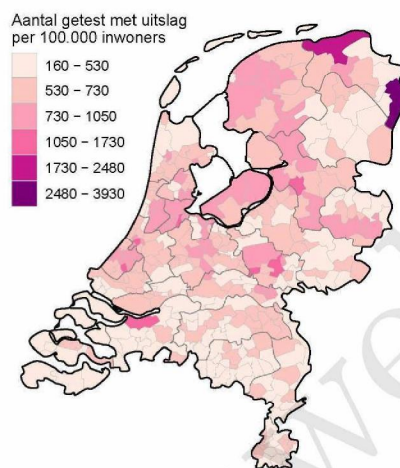 Aantal getest met uitslag
per 100.000 inwoners
160 – 530
530 – 730
730 – 1050
1050 – 1730
1730 – 2480
2480 – 3930